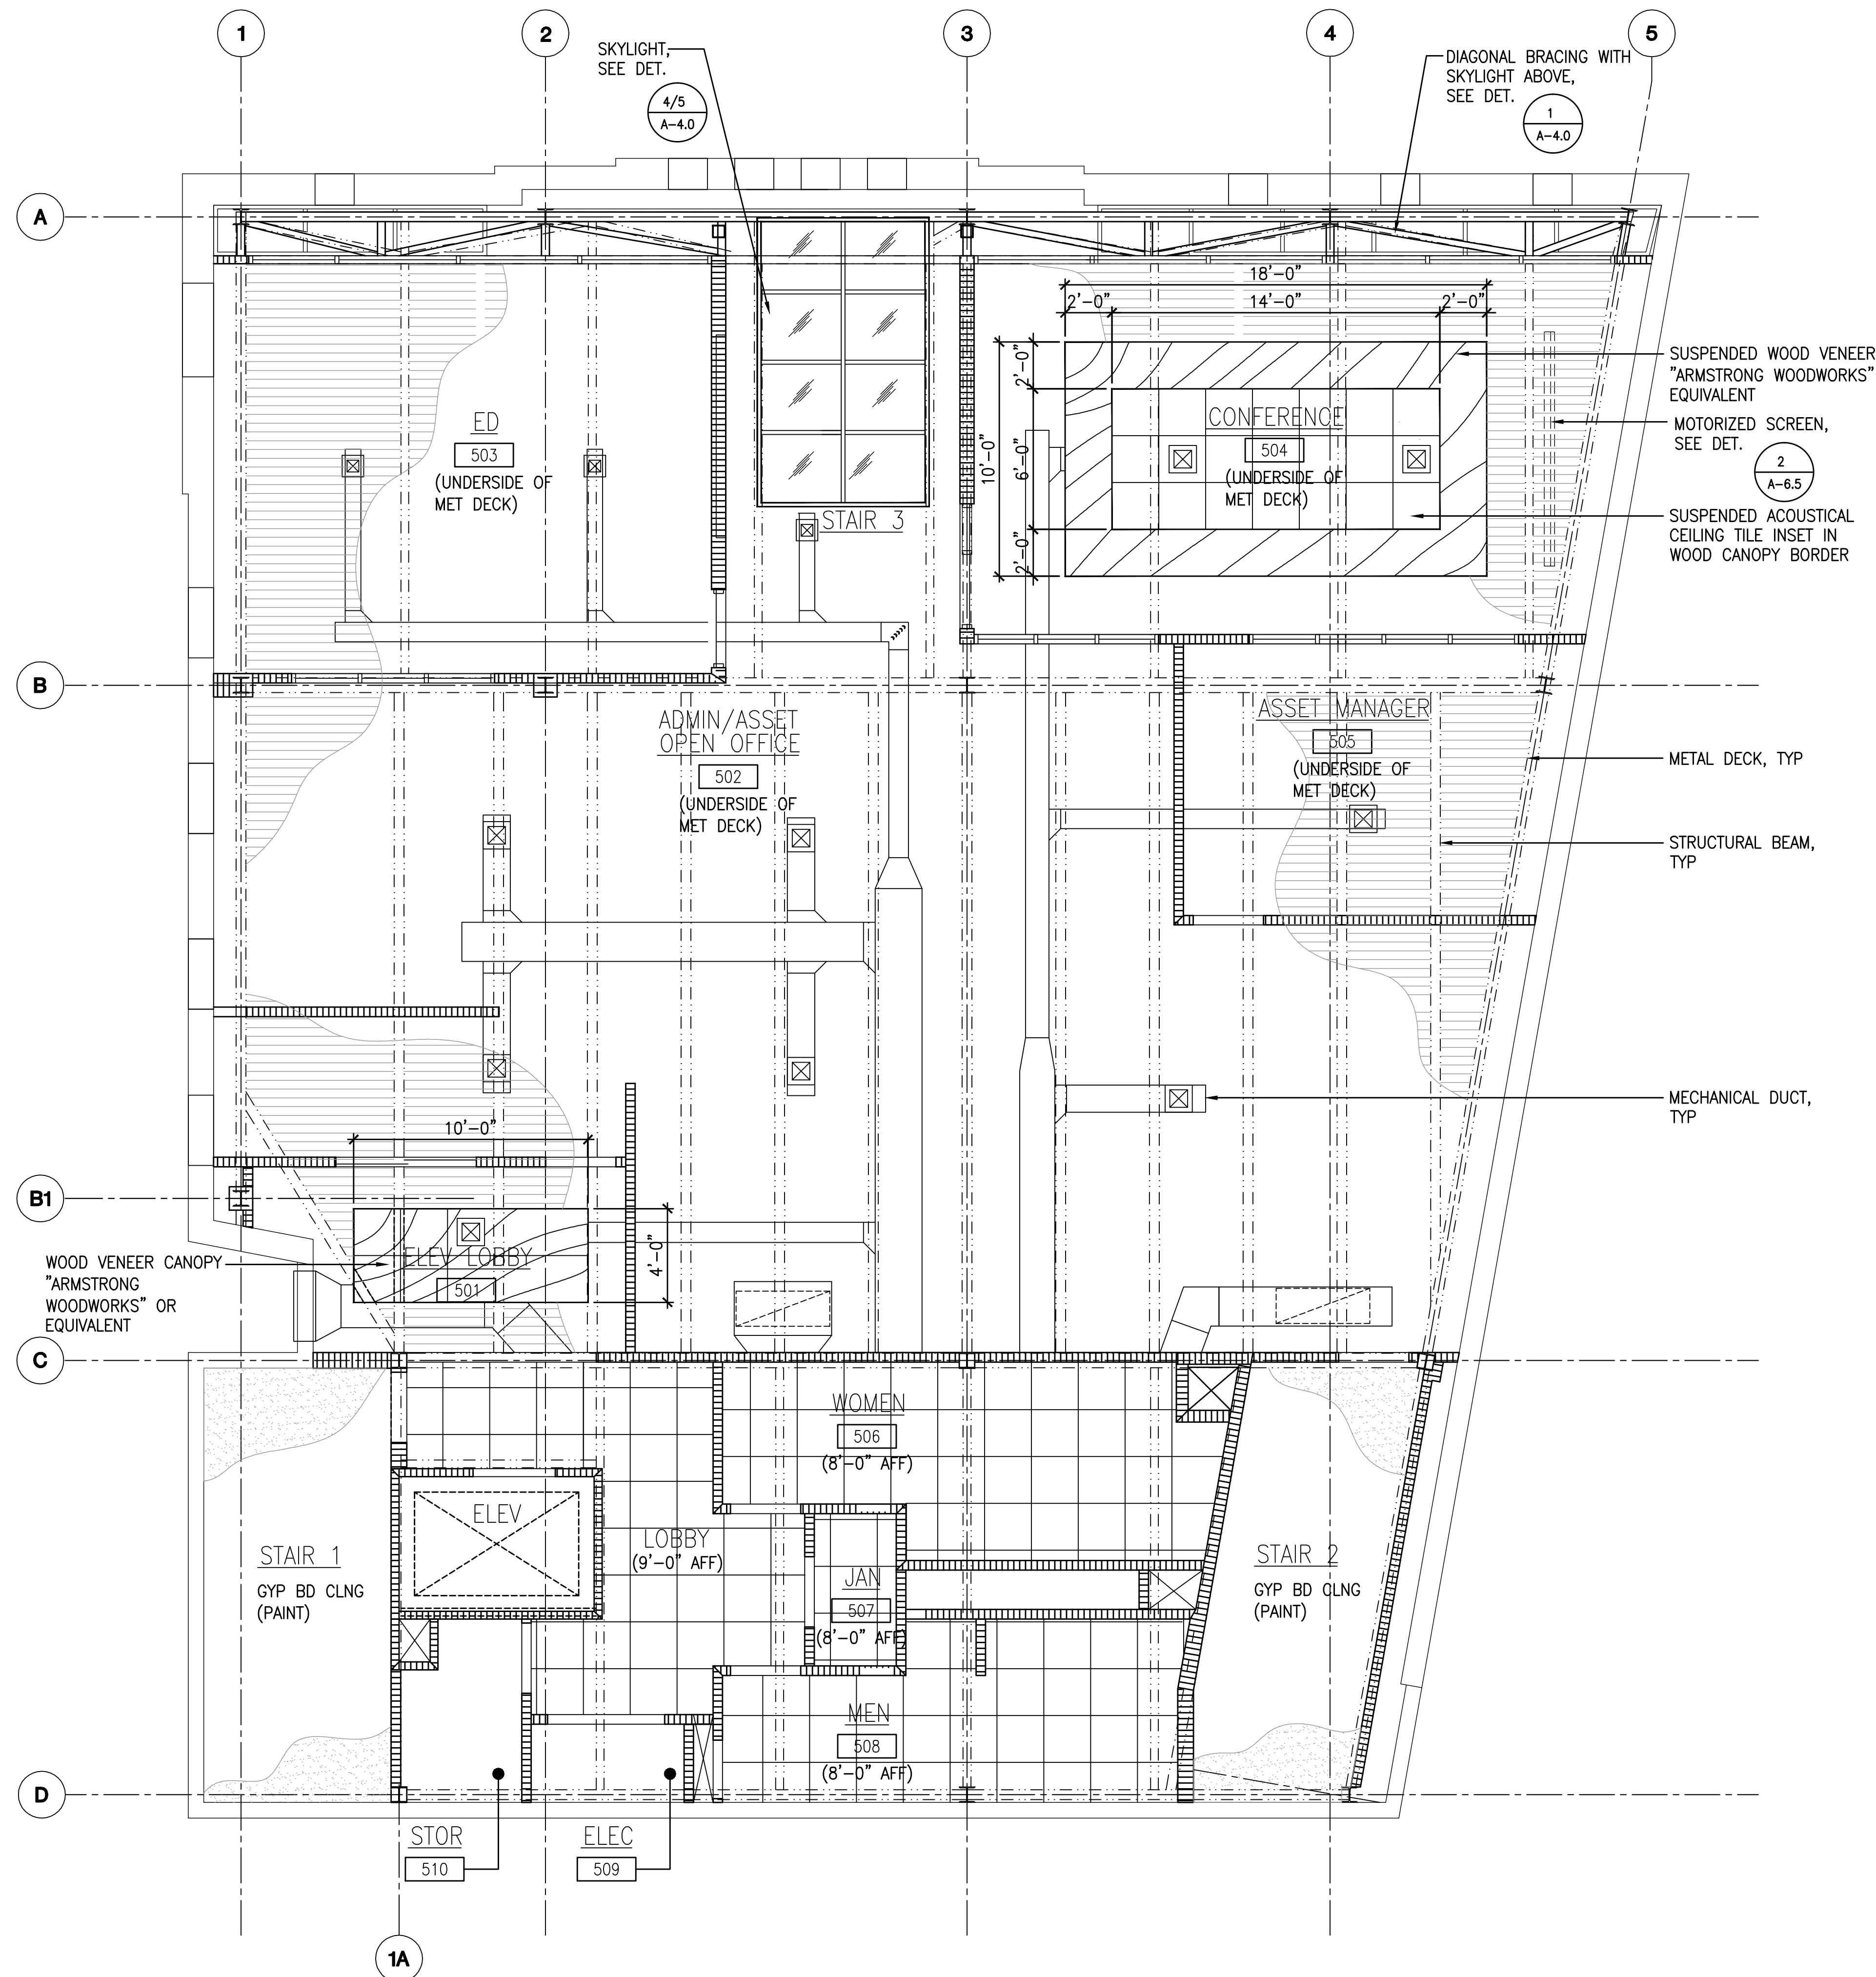 1
2
3
4
5
SKYLIGHT,
SEE DET.
4/5
A-4.0
DIAGONAL BRACING WITH
SKYLIGHT ABOVE,
SEE DET.
1
A-4.0
A
18'-0"
2'-0"
14'-0"
2'-0"
SUSPENDED WOOD VENEER
"ARMSTRONG WOODWORKS"
EQUIVALENT
2'-0"
10'-0"
6'-0"
2'-0"
ED
503
(UNDERSIDE OF
MET DECK)
CONFERENCE
504
(UNDERSIDE OF
MET DECK)
MOTORIZED SCREEN,
SEE DET.
2
A-6.5
STAIR 3
SUSPENDED ACOUSTICAL
CEILING TILE INSET IN
WOOD CANOPY BORDER
B
ADMIN/ASSET
OPEN OFFICE
502
(UNDERSIDE OF
MET DECK)
ASSET MANAGER
505
(UNDERSIDE OF
MET DECK)
METAL DECK, TYP
STRUCTURAL BEAM,
TYP
MECHANICAL DUCT,
TYP
10'-0"
B1
4'-0"
WOOD VENEER CANOPY
"ARMSTRONG
WOODWORKS" OR
EQUIVALENT
ELEV LOBBY
501
C
WOMEN
506
(8'-0" AFF)
ELEV
LOBBY
(9'-0" AFF)
STAIR 1
GYP BD CLNG
(PAINT)
JAN
507
(8'-0" AFF)
STAIR 2
GYP BD CLNG
(PAINT)
MEN
508
(8'-0" AFF)
D
STOR
510
ELEC
509
1A